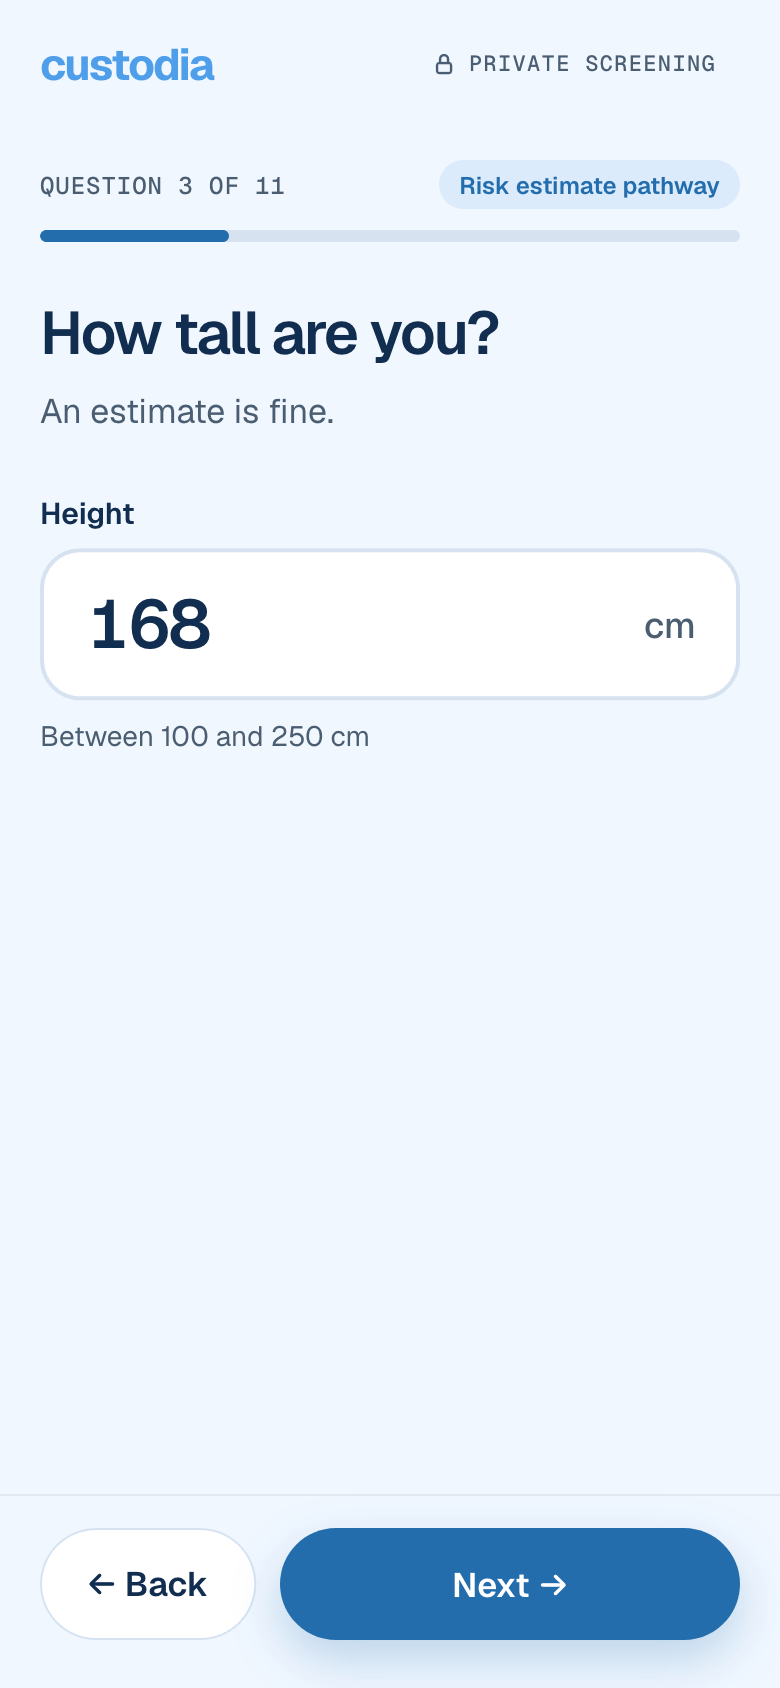 custodia
PRIVATE SCREENING
QUESTION 3 OF 11
Risk estimate pathway
How tall are you?
An estimate is fine.
Height
168
cm
Between 100 and 250 cm
← Back
Next →